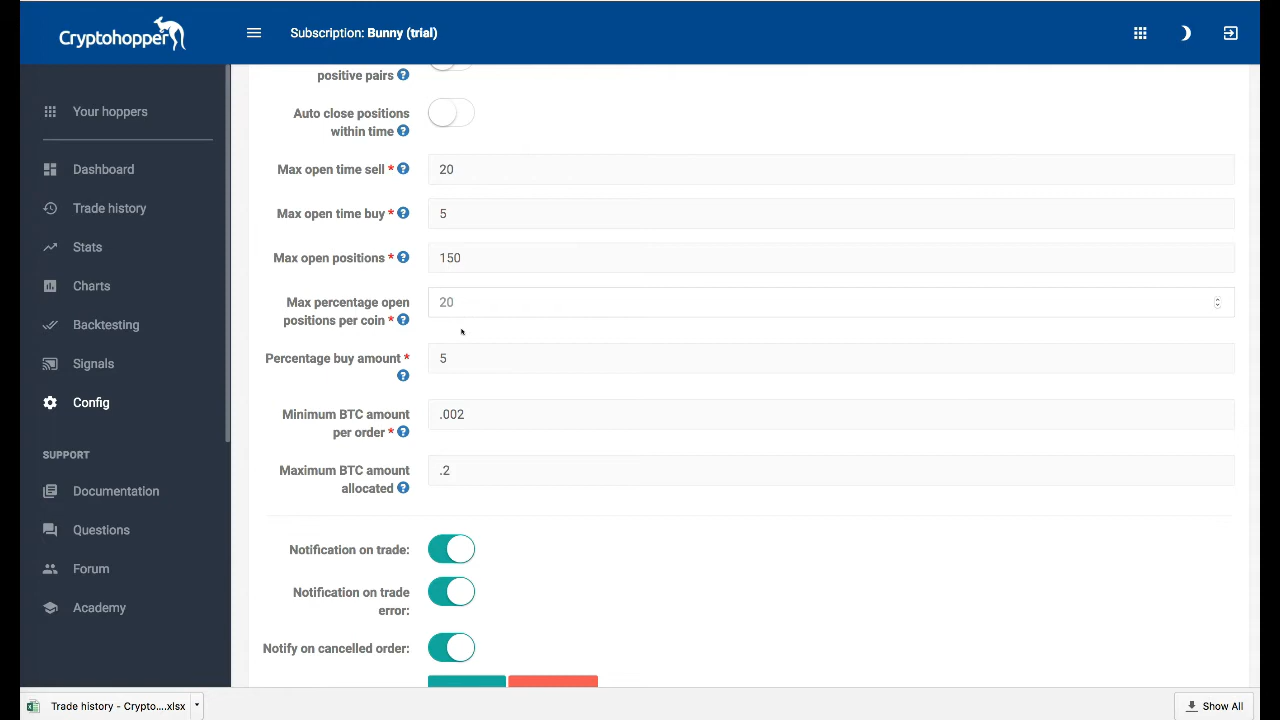 Cryptohopper
Subscription: Bunny (trial)
positive pairs ?
Your hoppers
Auto close positions
within time ?
Dashboard
Max open time sell * ?
20
Trade history
Max open time buy * ?
5
Stats
Max open positions * ?
150
Charts
Max percentage open
positions per coin * ?
20
Backtesting
Signals
Percentage buy amount *
?
5
Config
Minimum BTC amount
per order * ?
.002
SUPPORT
Maximum BTC amount
allocated ?
.2
Documentation
Questions
Notification on trade:
Forum
Notification on trade
error:
Academy
Notify on cancelled order:
Trade history - Crypto....xlsx
Show All